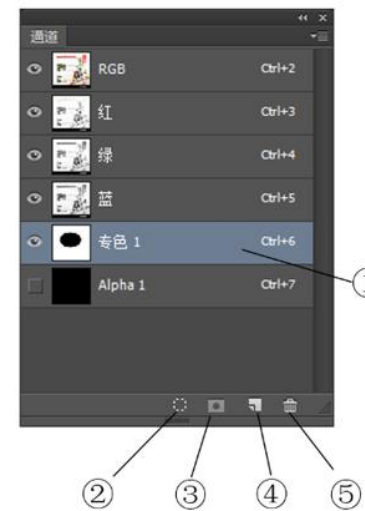 通道
RGB Ctrl+2
红 Ctrl+3
绿 Ctrl+4
蓝 Ctrl+5
专色 1 Ctrl+6
Alpha 1 Ctrl+7
①
② ③ ④ ⑤